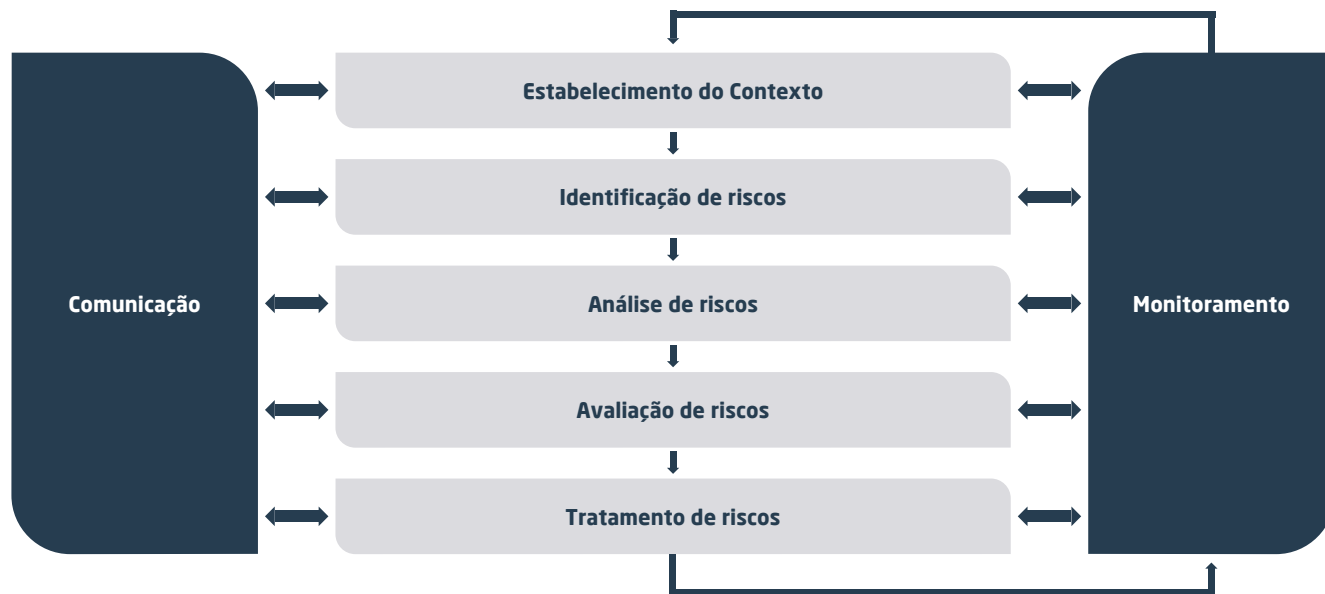 Estabelecimento do Contexto
Identificação de riscos
Comunicação
Análise de riscos
Monitoramento
Avaliação de riscos
Tratamento de riscos